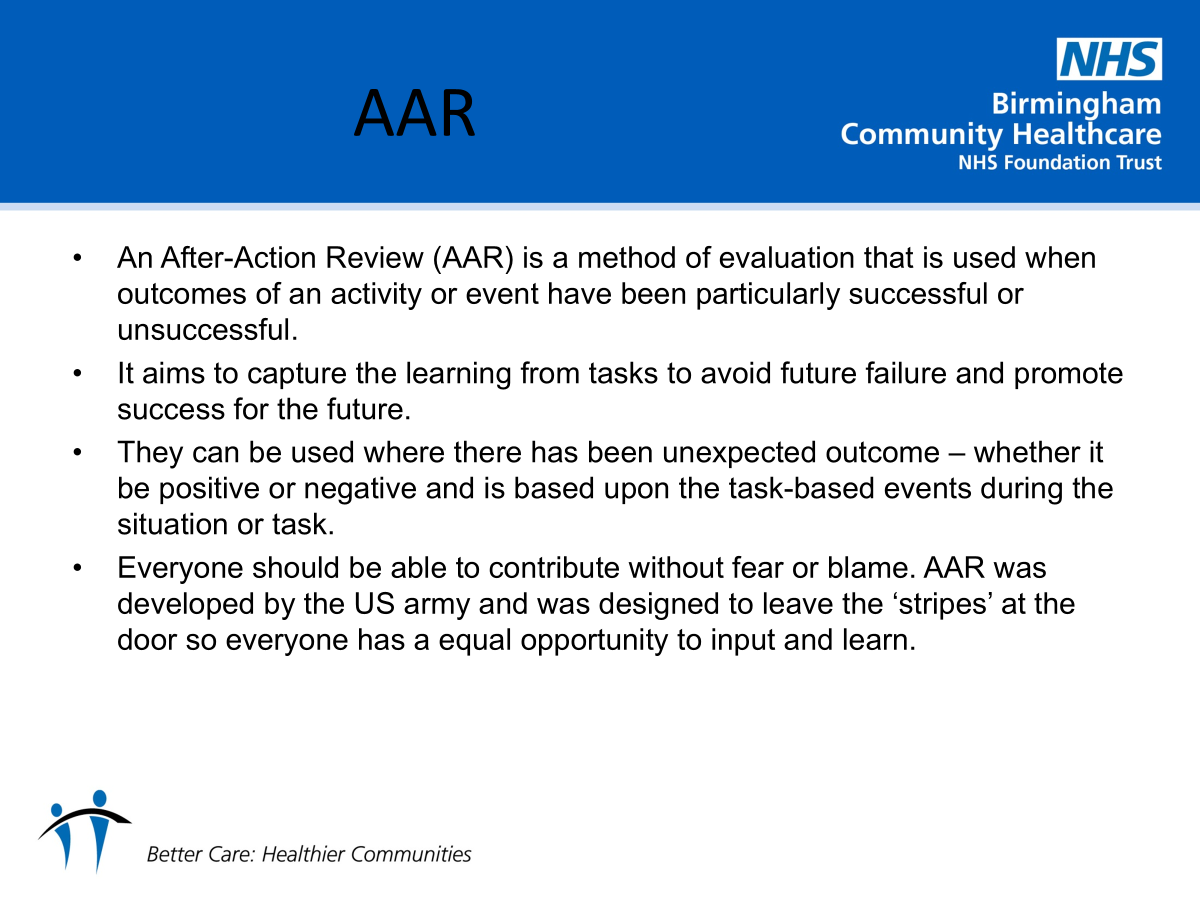 AAR
NHS
Birmingham
Community Healthcare
NHS Foundation Trust
• An After-Action Review (AAR) is a method of evaluation that is used when
outcomes of an activity or event have been particularly successful or
unsuccessful.
• It aims to capture the learning from tasks to avoid future failure and promote
success for the future.
• They can be used where there has been unexpected outcome – whether it
be positive or negative and is based upon the task-based events during the
situation or task.
• Everyone should be able to contribute without fear or blame. AAR was
developed by the US army and was designed to leave the ‘stripes’ at the
door so everyone has a equal opportunity to input and learn.
Better Care: Healthier Communities